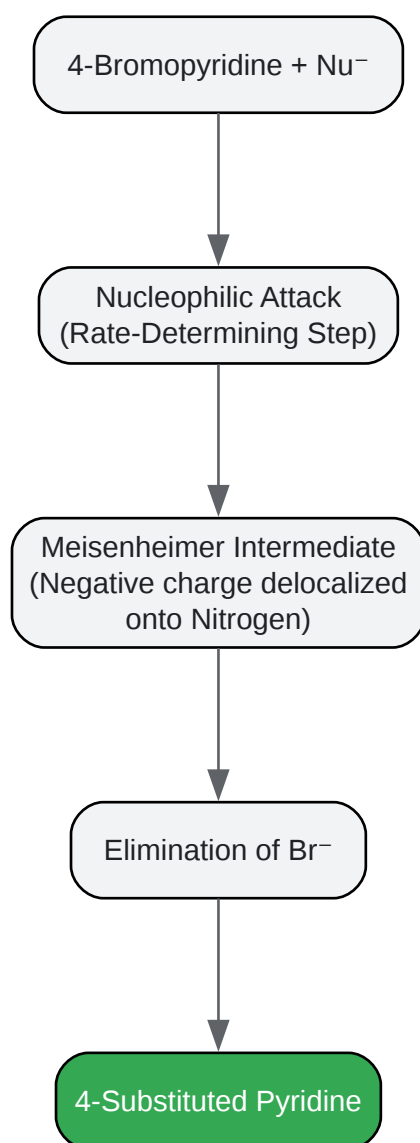 4-Bromopyridine + Nu⁻
Nucleophilic Attack
(Rate-Determining Step)
Meisenheimer Intermediate
(Negative charge delocalized
onto Nitrogen)
Elimination of Br⁻
4-Substituted Pyridine